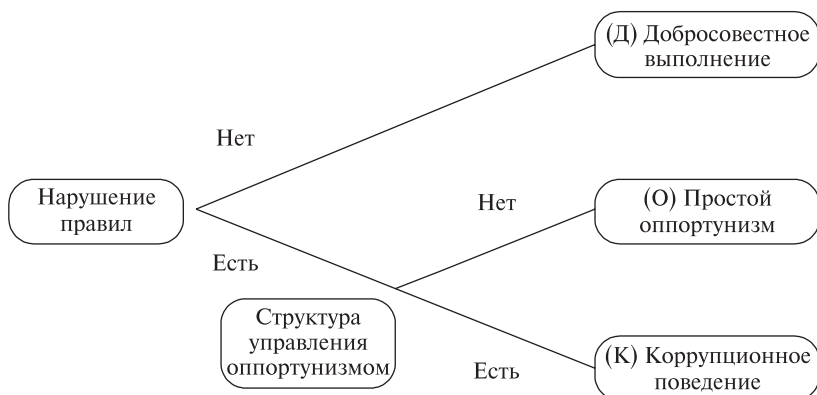 (Д) Добросовестное
выполнение
Нет
Нарушение
правил
Нет
(О) Простой
оппортунизм
Есть
Структура
управления
оппортунизмом
Есть
(К) Коррупционное
поведение